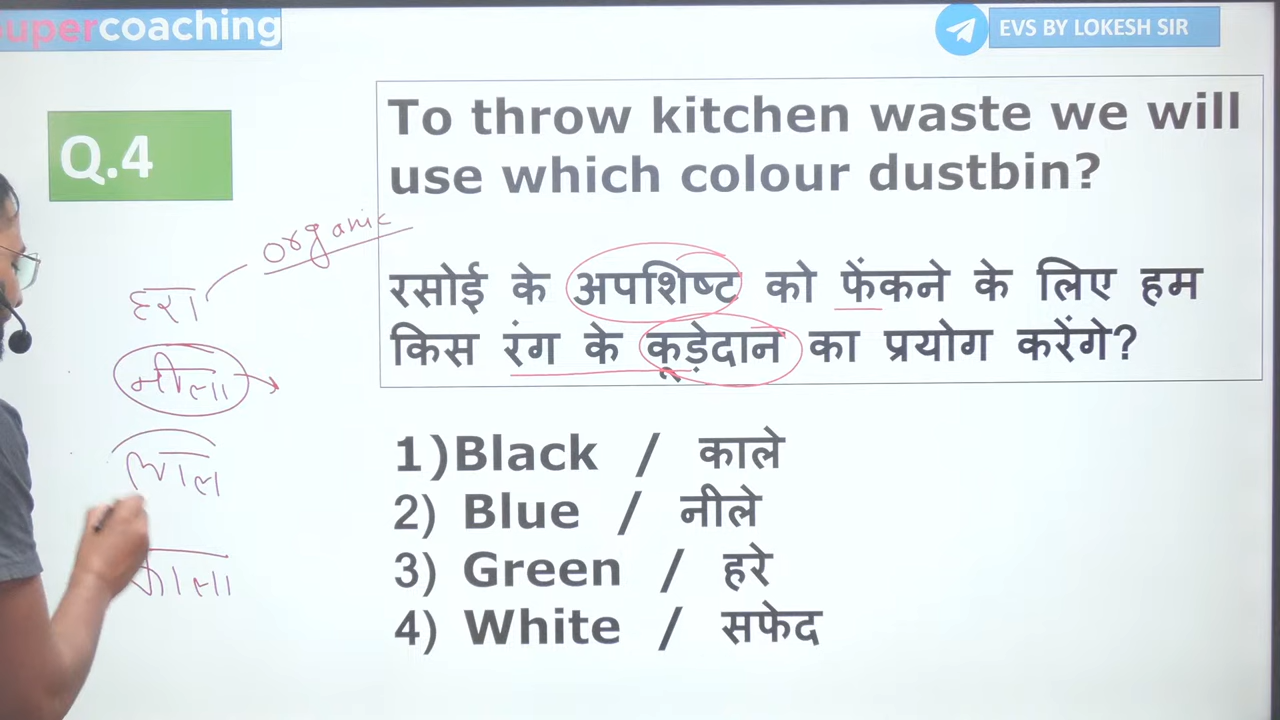 supercoaching
EVS BY LOKESH SIR
Q.4
To throw kitchen waste we will
use which colour dustbin?
रसोई के अपशिष्ट को फेंकने के लिए हम
किस रंग के कूड़ेदान का प्रयोग करेंगे?
organic
हरा
नीला
लाल
काला
1)Black / काले
2) Blue / नीले
3) Green / हरे
4) White / सफेद